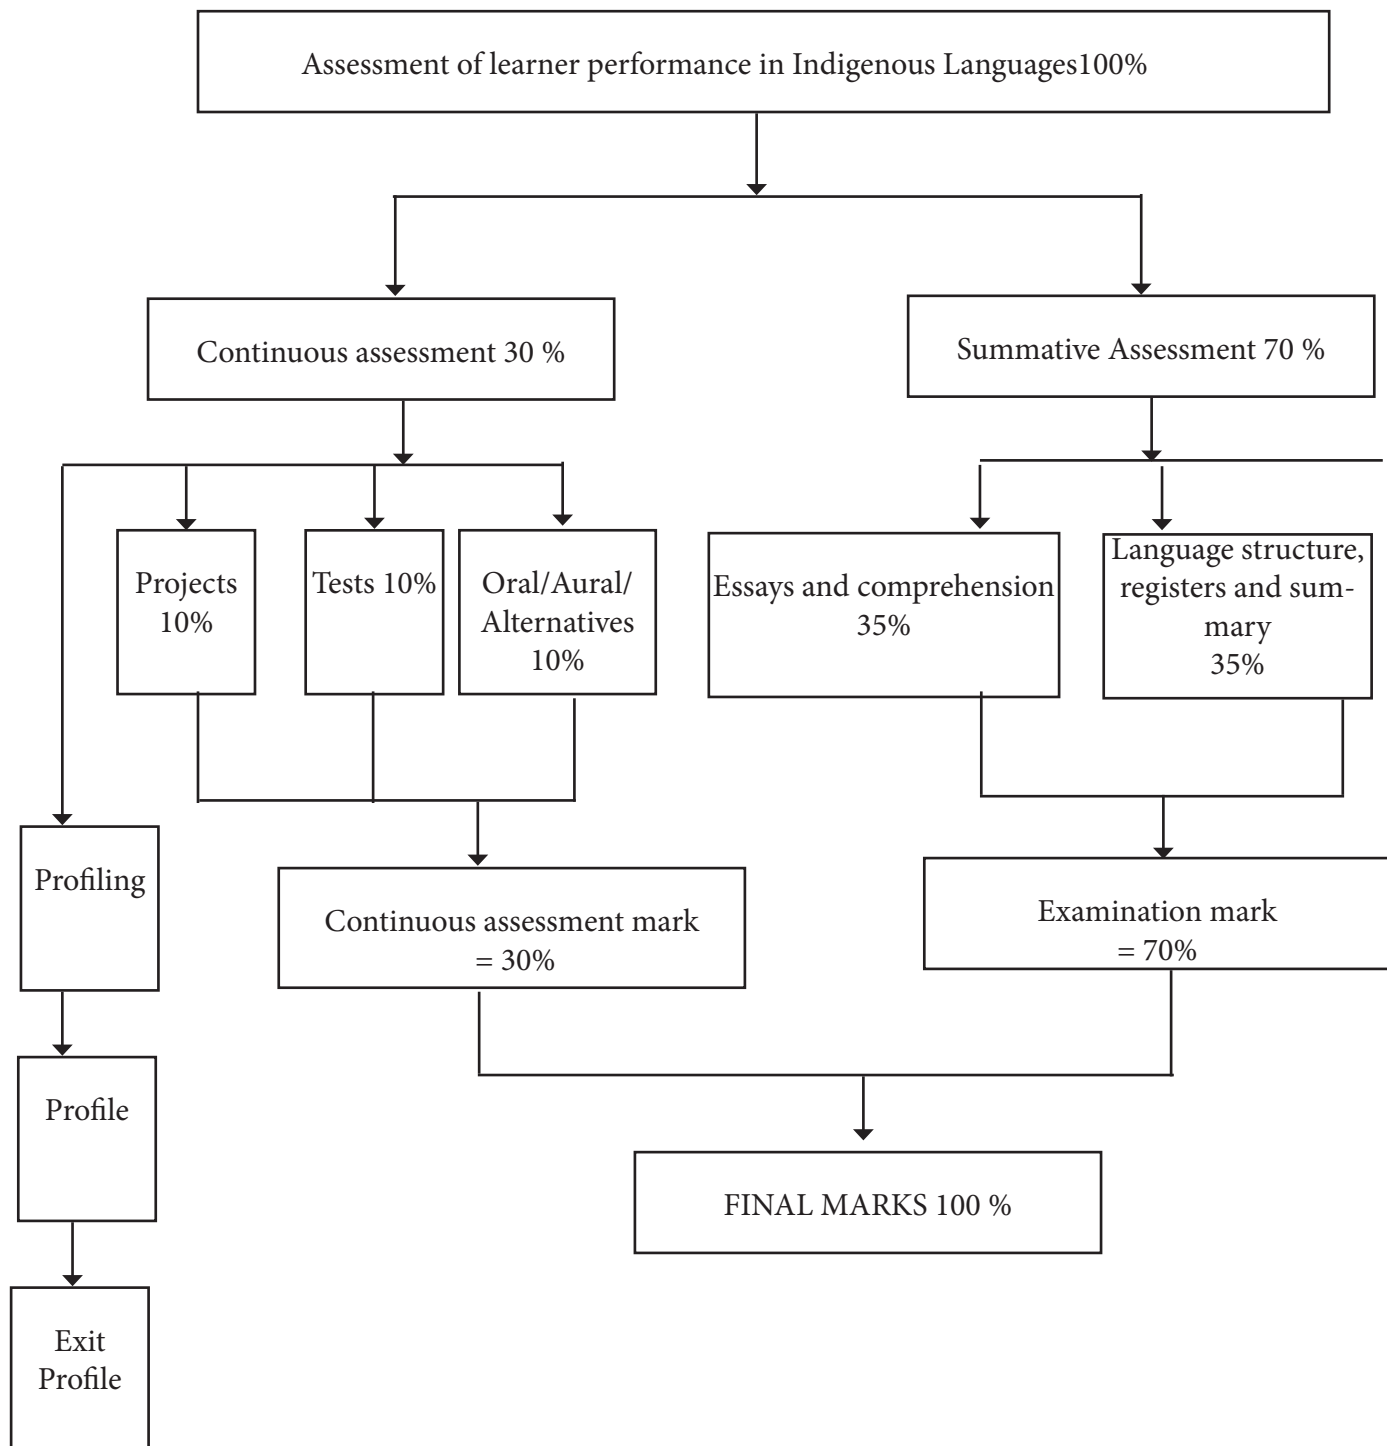 Assessment of learner performance in Indigenous Languages100%
Continuous assessment 30 %
Summative Assessment 70 %
Projects
10%
Tests 10%
Oral/Aural/
Alternatives
10%
Essays and comprehension
35%
Language structure,
registers and sum-
mary
35%
Profiling
Continuous assessment mark
= 30%
Examination mark
= 70%
Profile
FINAL MARKS 100 %
Exit
Profile